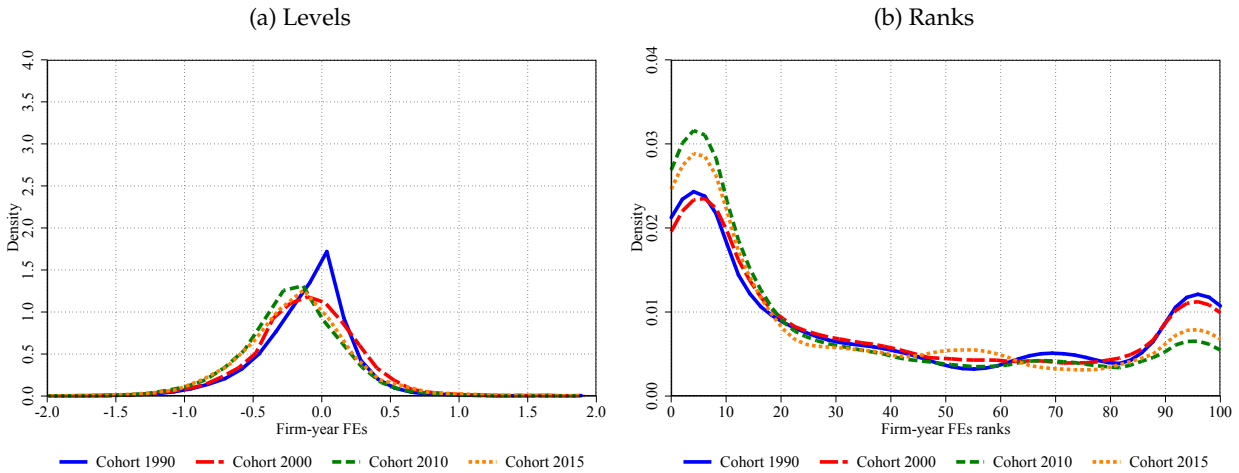 (a) Levels
4.0
3.5
3.0
2.5
2.0
1.5
1.0
0.5
0.0
Density
-2.0 -1.5 -1.0 -0.5 0.0 0.5 1.0 1.5 2.0
Firm-year FEs
Cohort 1990 Cohort 2000 Cohort 2010 Cohort 2015
(b) Ranks
0.04
0.03
0.02
0.01
0.00
Density
0 10 20 30 40 50 60 70 80 90 100
Firm-year FEs ranks
Cohort 1990 Cohort 2000 Cohort 2010 Cohort 2015